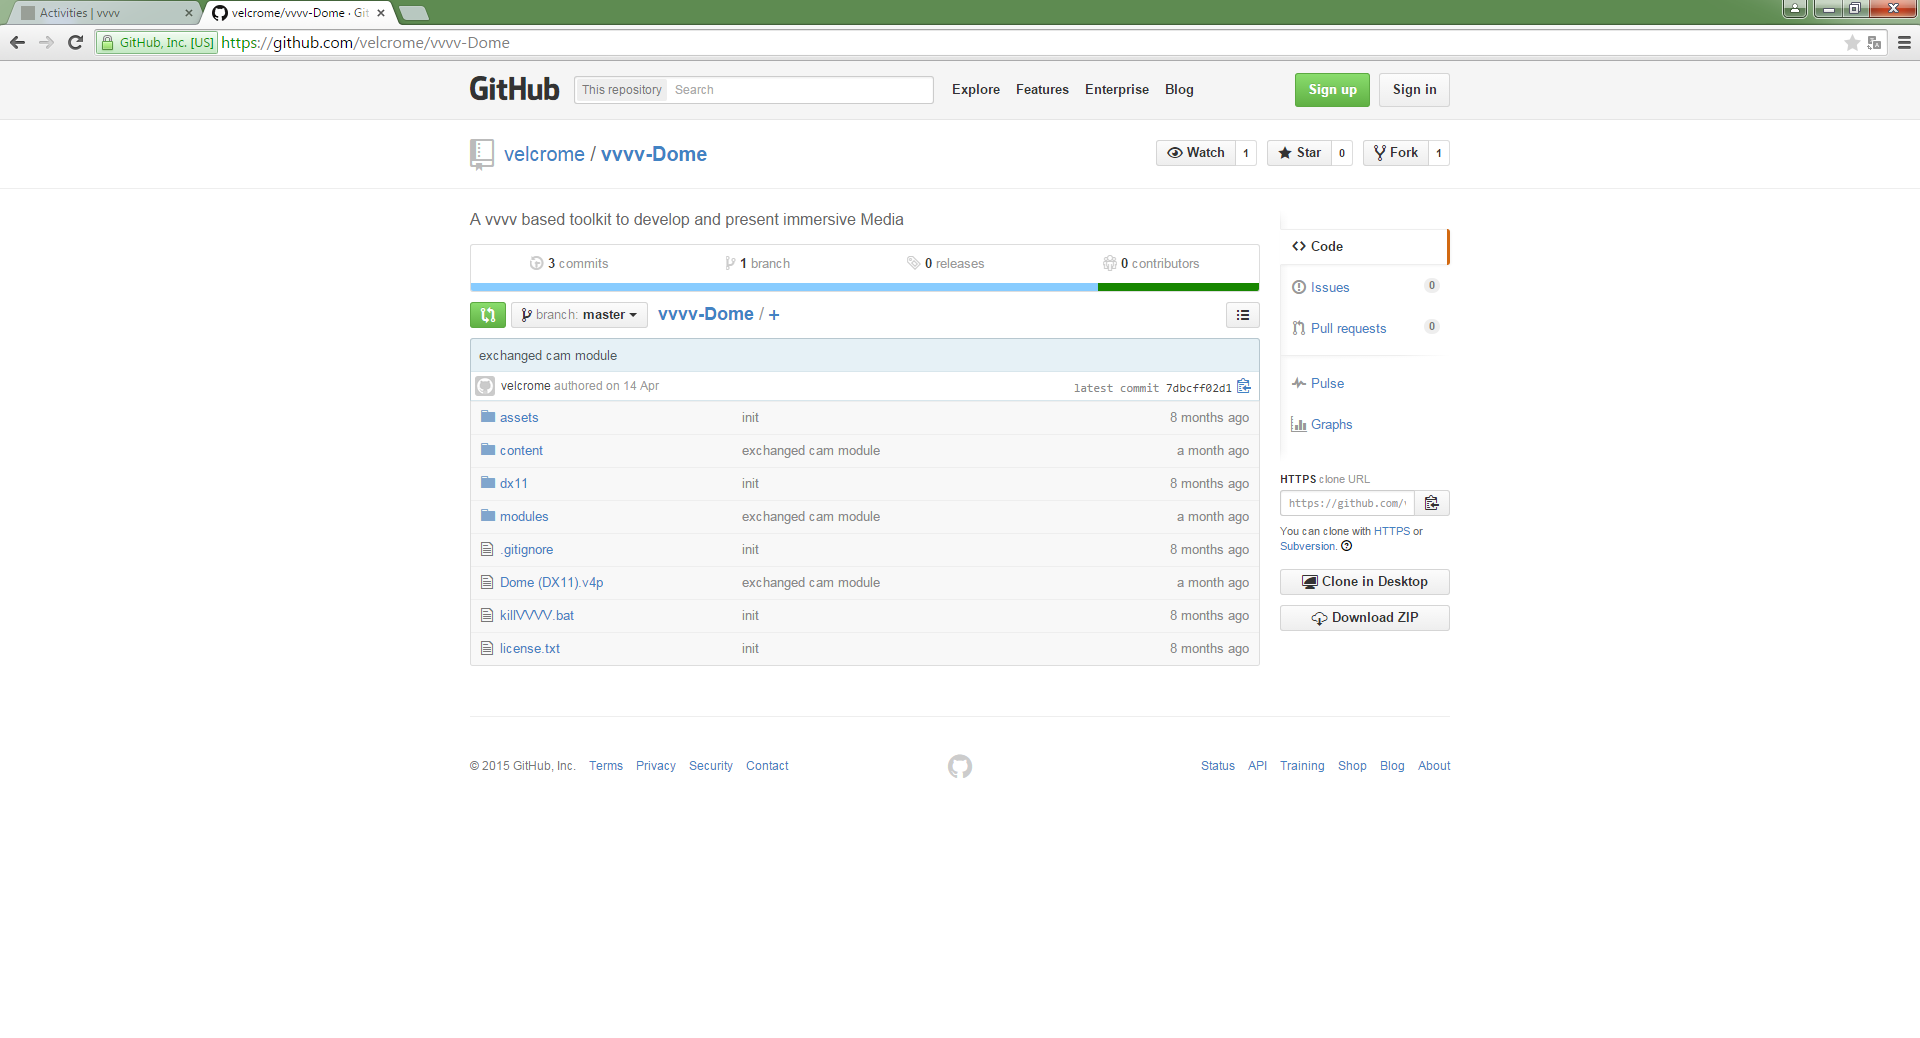 Activities | vvvv
velcrome/vvvv-Dome · Git
GitHub, Inc. [US] https://github.com/velcrome/vvvv-Dome
GitHub This repository Search Explore Features Enterprise Blog Sign up Sign in
velcrome / vvvv-Dome Watch 1 Star 0 Fork 1
A vvvv based toolkit to develop and present immersive Media
3 commits 1 branch 0 releases 0 contributors
branch: master vvvv-Dome / +
exchanged cam module
velcrome authored on 14 Apr latest commit 7dbcff02d1
assets init 8 months ago
content exchanged cam module a month ago
dx11 init 8 months ago
modules exchanged cam module a month ago
.gitignore init 8 months ago
Dome (DX11).v4p exchanged cam module a month ago
killVVVV.bat init 8 months ago
license.txt init 8 months ago
Code
Issues 0
Pull requests 0
Pulse
Graphs
HTTPS clone URL
https://github.com/
You can clone with HTTPS or
Subversion.
Clone in Desktop
Download ZIP
© 2015 GitHub, Inc. Terms Privacy Security Contact Status API Training Shop Blog About